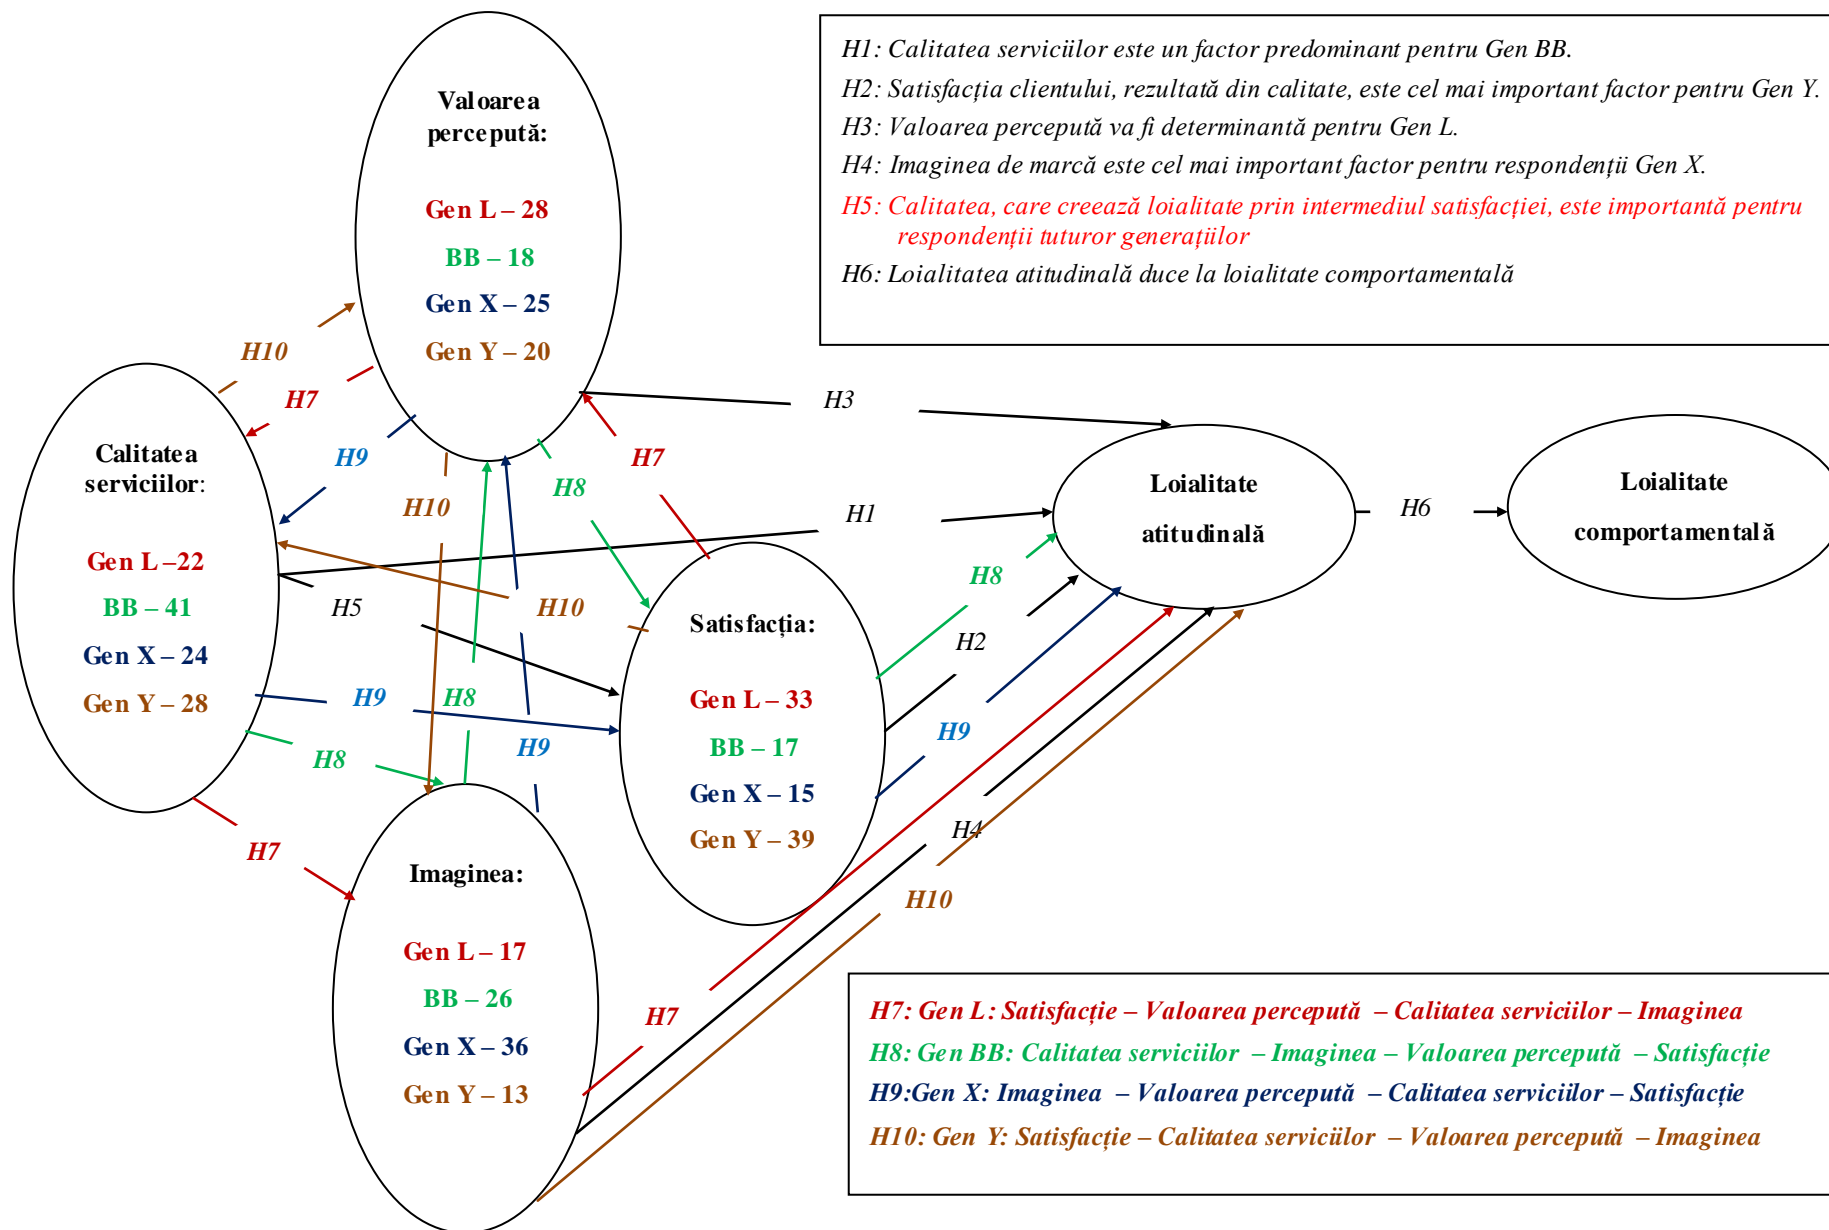 H1: Calitatea serviciilor este un factor predominant pentru Gen BB.
H2: Satisfacția clientului, rezultată din calitate, este cel mai important factor pentru Gen Y.
H3: Valoarea percepută va fi determinantă pentru Gen L.
H4: Imaginea de marcă este cel mai important factor pentru respondenții Gen X.
H5: Calitatea, care creează loialitate prin intermediul satisfacției, este importantă pentru
respondenții tuturor generațiilor
H6: Loialitatea atitudinală duce la loialitate comportamentală
Valoarea
percepută:
Gen L – 28
BB – 18
Gen X – 25
Gen Y – 20
H10
H7
H9
H10
H8
H7
H3
H1
H6
Calitatea
serviciilor:
Gen L –22
BB – 41
Gen X – 24
Gen Y – 28
Loialitate
atitudinală
Loialitate
comportamentală
H5
H10
H8
H2
H9
H8
H9
H9
H8
H7
H4
H10
H7
Satisfacția:
Gen L – 33
BB – 17
Gen X – 15
Gen Y – 39
Imaginea:
Gen L – 17
BB – 26
Gen X – 36
Gen Y – 13
H7: Gen L: Satisfacție – Valoarea percepută – Calitatea serviciilor – Imaginea
H8: Gen BB: Calitatea serviciilor – Imaginea – Valoarea percepută – Satisfacție
H9:Gen X: Imaginea – Valoarea percepută – Calitatea serviciilor – Satisfacție
H10: Gen Y: Satisfacție – Calitatea serviciilor – Valoarea percepută – Imaginea